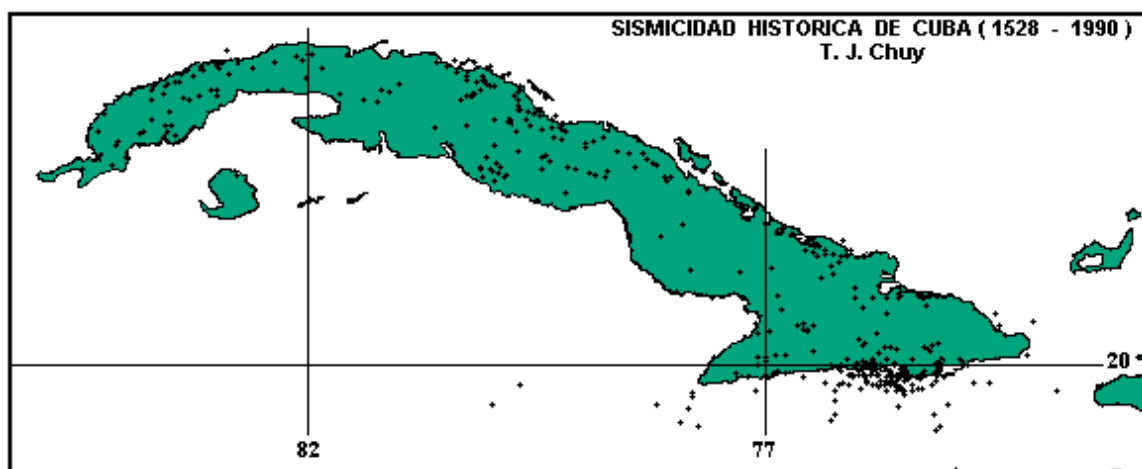 SISMICIDAD HISTORICA DE CUBA ( 1528 - 1990 )
T. J. Chuy
20 °
82
77